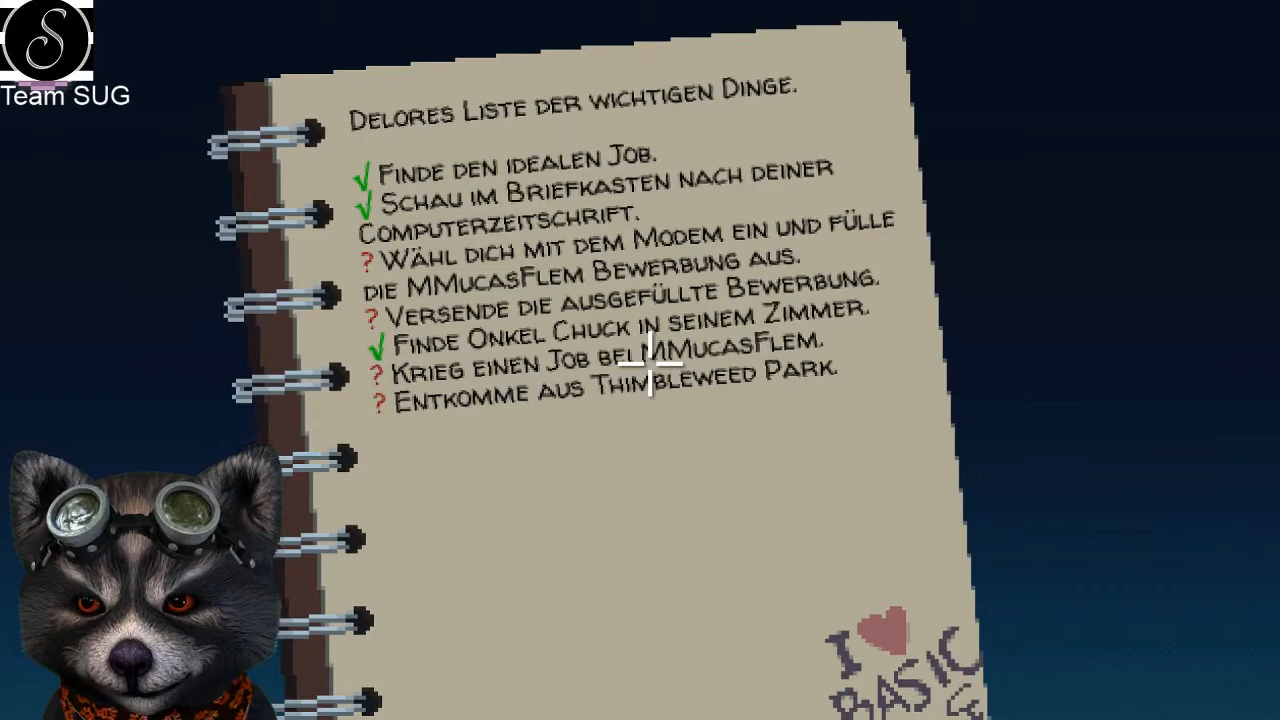 S
Team SUG
DELORES LISTE DER WICHTIGEN DINGE.
√ FINDE DEN IDEALEN JOB.
√ SCHAU IM BRIEFKASTEN NACH DEINER
COMPUTERZEITSCHRIFT.
? WÄHL DICH MIT DEM MODEM EIN UND FÜLLE
DIE MMUCASFLEM BEWERBUNG AUS.
? VERSENDE DIE AUSGEFÜLLTE BEWERBUNG.
√ FINDE ONKEL CHUCK IN SEINEM ZIMMER.
? KRIEG EINEN JOB BEI MMUCASFLEM.
? ENTKOMME AUS THIMBLEWEED PARK.
I ♥
BASIC